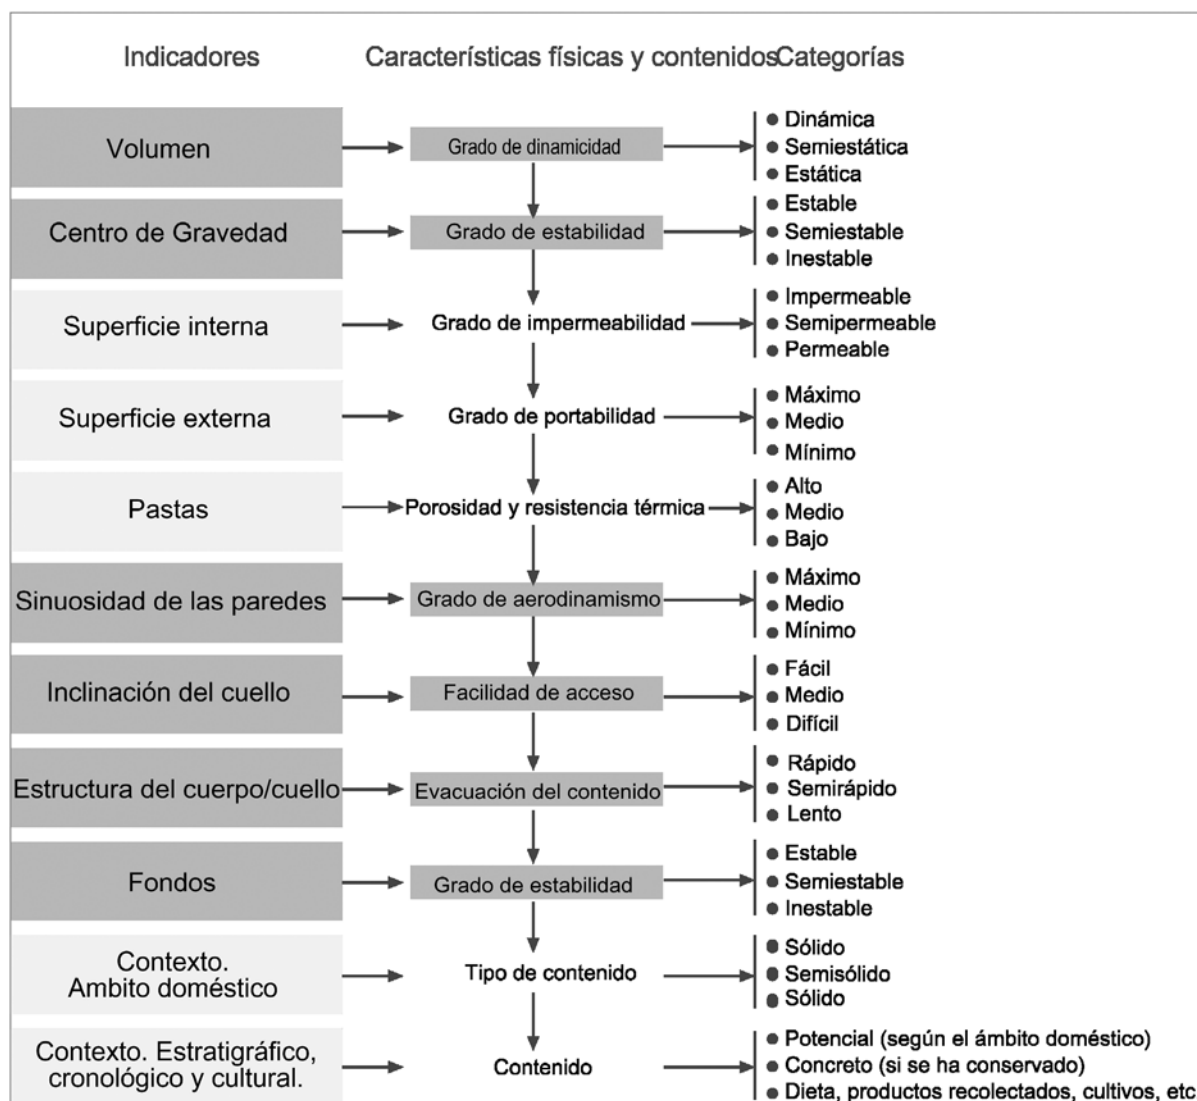 Indicadores
Características físicas y contenidos
Categorías
Volumen
Grado de dinamicidad
Dinámica
Semiestática
Estática
Centro de Gravedad
Grado de estabilidad
Estable
Semiestable
Inestable
Superficie interna
Grado de impermeabilidad
Impermeable
Semipermeable
Permeable
Superficie externa
Grado de portabilidad
Máximo
Medio
Mínimo
Pastas
Porosidad y resistencia térmica
Alto
Medio
Bajo
Sinuosidad de las paredes
Grado de aerodinamismo
Máximo
Medio
Mínimo
Inclinación del cuello
Facilidad de acceso
Fácil
Medio
Difícil
Estructura del cuerpo/cuello
Evacuación del contenido
Rápido
Semirápido
Lento
Fondos
Grado de estabilidad
Estable
Semiestable
Inestable
Contexto.
Ambito doméstico
Tipo de contenido
Sólido
Semisólido
Sólido
Contexto. Estratigráfico,
cronológico y cultural.
Contenido
Potencial (según el ámbito doméstico)
Concreto (si se ha conservado)
Dieta, productos recolectados, cultivos, etc